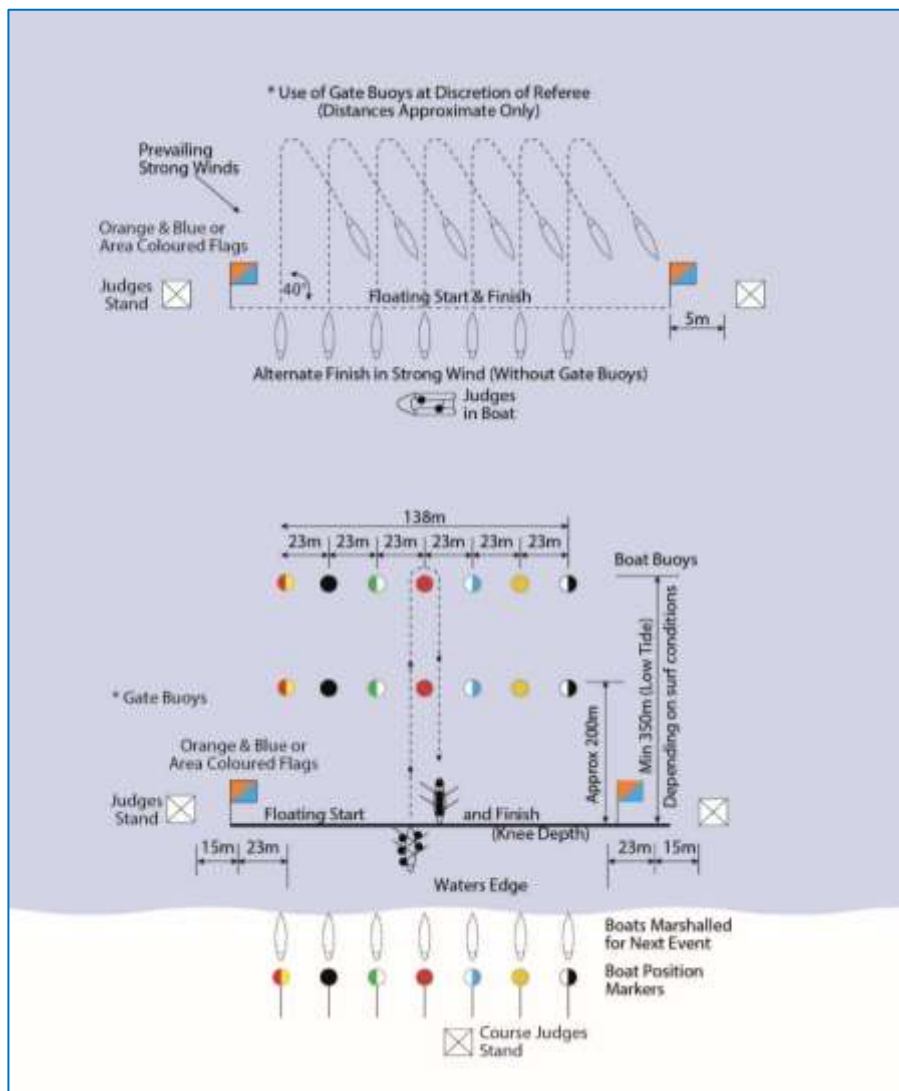 * Use of Gate Buoys at Discretion of Referee
(Distances Approximate Only)
Prevailing
Strong Winds
Orange & Blue or
Area Coloured Flags
Judges
Stand
40°
Floating Start & Finish
5m
Alternate Finish in Strong Wind (Without Gate Buoys)
Judges
in Boat
138m
23m 23m 23m 23m 23m 23m
Boat Buoys
* Gate Buoys
Approx 200m
Min 350m (Low Tide)
Depending on surf conditions
Orange & Blue or
Area Coloured Flags
Judges
Stand
Floating Start and Finish
(Knee Depth)
15m 23m 23m 15m
Waters Edge
Boats Marshalled
for Next Event
Boat Position
Markers
Course Judges
Stand